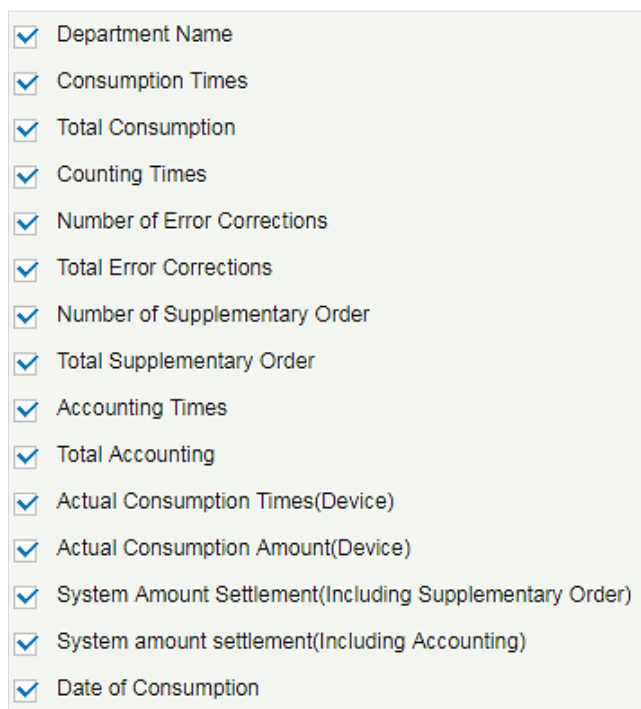 Department Name
Consumption Times
Total Consumption
Counting Times
Number of Error Corrections
Total Error Corrections
Number of Supplementary Order
Total Supplementary Order
Accounting Times
Total Accounting
Actual Consumption Times(Device)
Actual Consumption Amount(Device)
System Amount Settlement(Including Supplementary Order)
System amount settlement(Including Accounting)
Date of Consumption